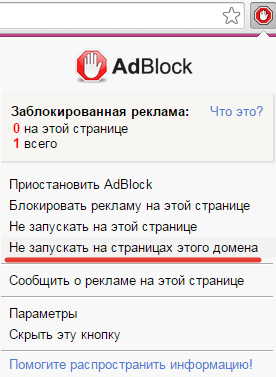 AdBlock
Заблокированная реклама: Что это?
0 на этой странице
1 всего
Приостановить AdBlock
Блокировать рекламу на этой странице
Не запускать на этой странице
Не запускать на страницах этого домена
Сообщить о рекламе на этой странице
Параметры
Скрыть эту кнопку
Помогите распространить информацию!